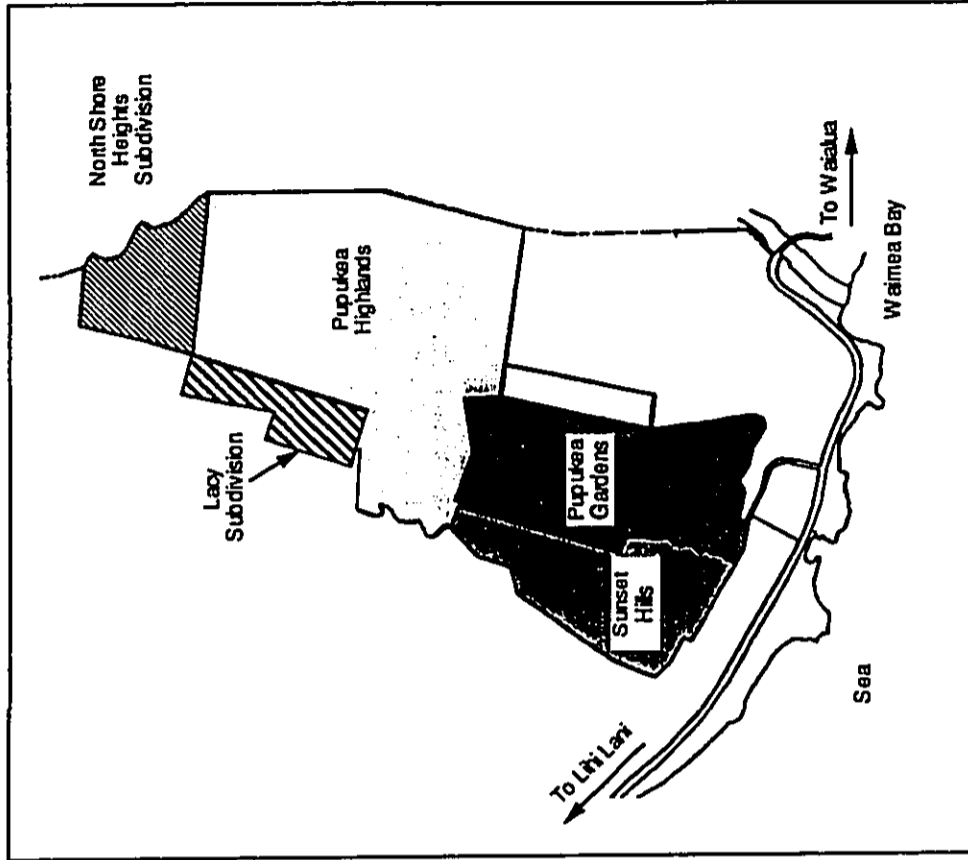 North Shore
Heights
Subdivision
Lacy
Subdivision
Pupukea
Highlands
Pupukea
Gardens
Sunset
Hills
To Waialua
Waimea Bay
Sea
To Lihi Lani